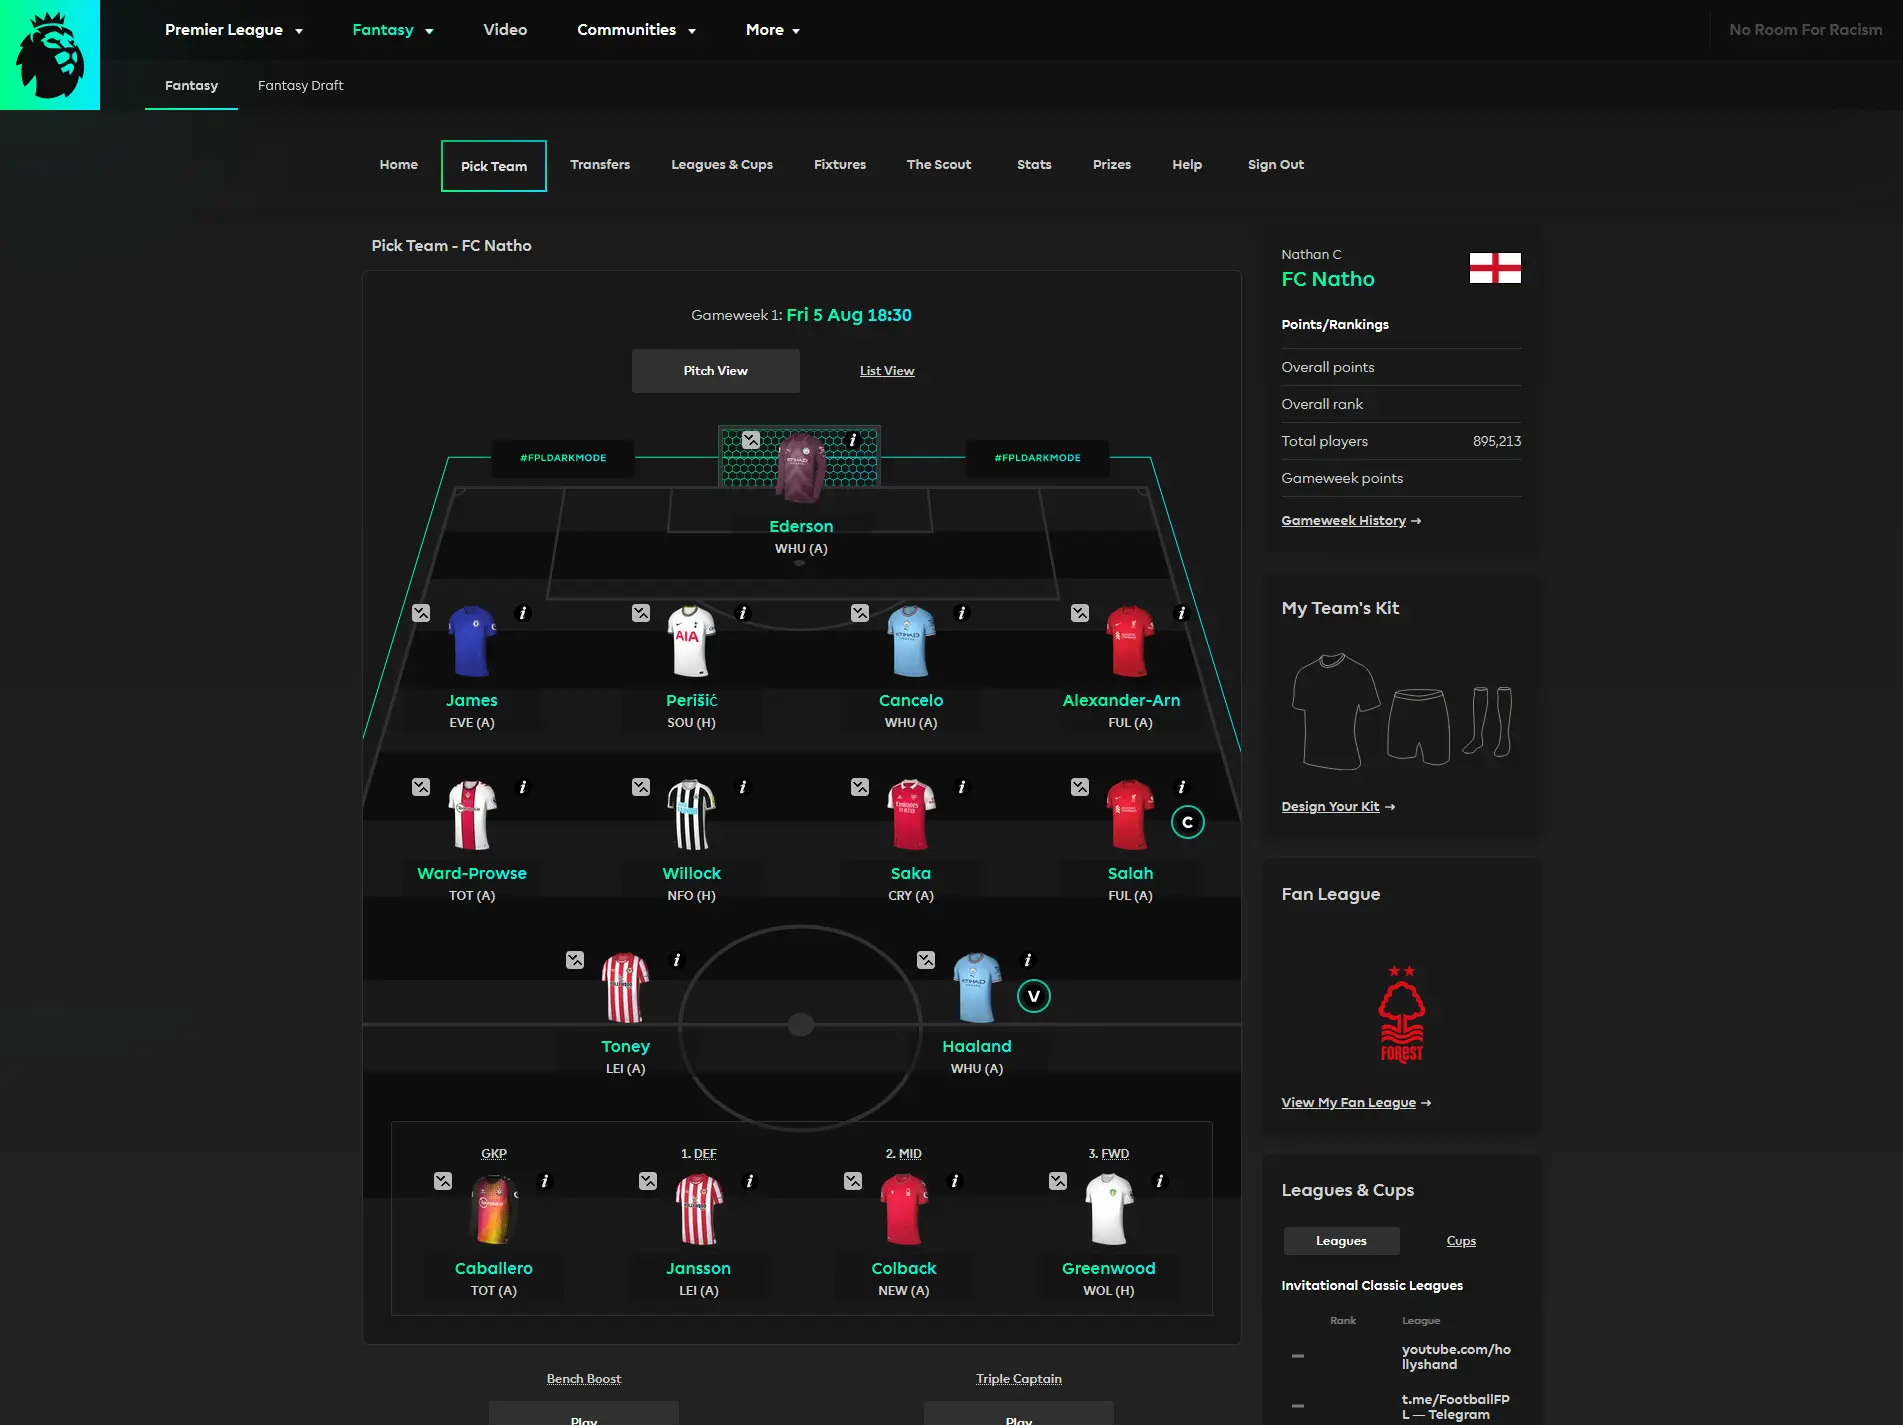 Premier League
Fantasy
Video
Communities
More
No Room For Racism
Fantasy
Fantasy Draft
Home
Pick Team
Transfers
Leagues & Cups
Fixtures
The Scout
Stats
Prizes
Help
Sign Out
Pick Team - FC Natho
Gameweek 1: Fri 5 Aug 18:30
Pitch View
List View
#FPLDARKMODE
#FPLDARKMODE
Ederson
WHU (A)
AIA
James
EVE (A)
Perišić
SOU (H)
Cancelo
WHU (A)
Alexander-Arn
FUL (A)
C
Ward-Prowse
TOT (A)
Willock
NFO (H)
Saka
CRY (A)
Salah
FUL (A)
V
Toney
LEI (A)
Haaland
WHU (A)
GKP
1. DEF
2. MID
3. FWD
Caballero
TOT (A)
Jansson
LEI (A)
Colback
NEW (A)
Greenwood
WOL (H)
Bench Boost
Play
Triple Captain
Play
Nathan C
FC Natho
Points/Rankings
Overall points
Overall rank
Total players 895,213
Gameweek points
Gameweek History →
My Team's Kit
Design Your Kit →
Fan League
FOREST
View My Fan League →
Leagues & Cups
Leagues
Cups
Invitational Classic Leagues
Rank League
youtube.com/ho
llyshand
t.me/FootballFP
L — Telegram